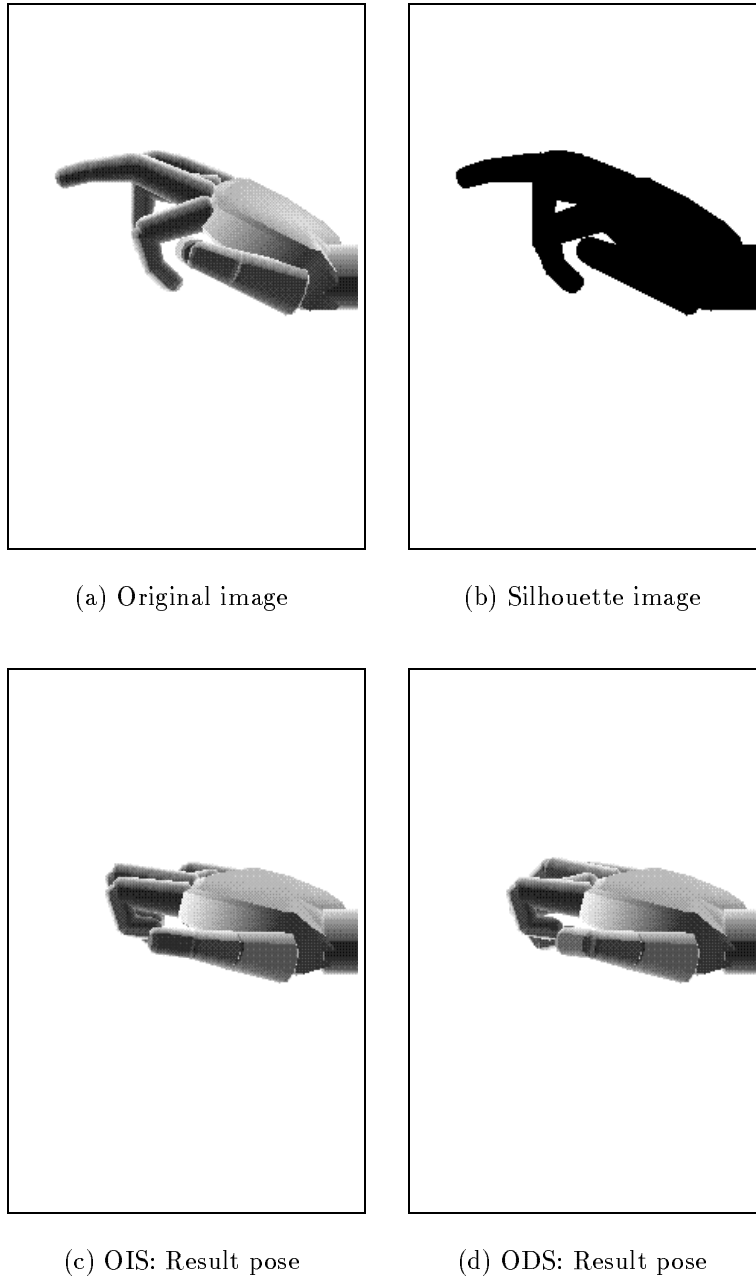 (a) Original image
(b) Silhouette image
(c) OIS: Result pose
(d) ODS: Result pose